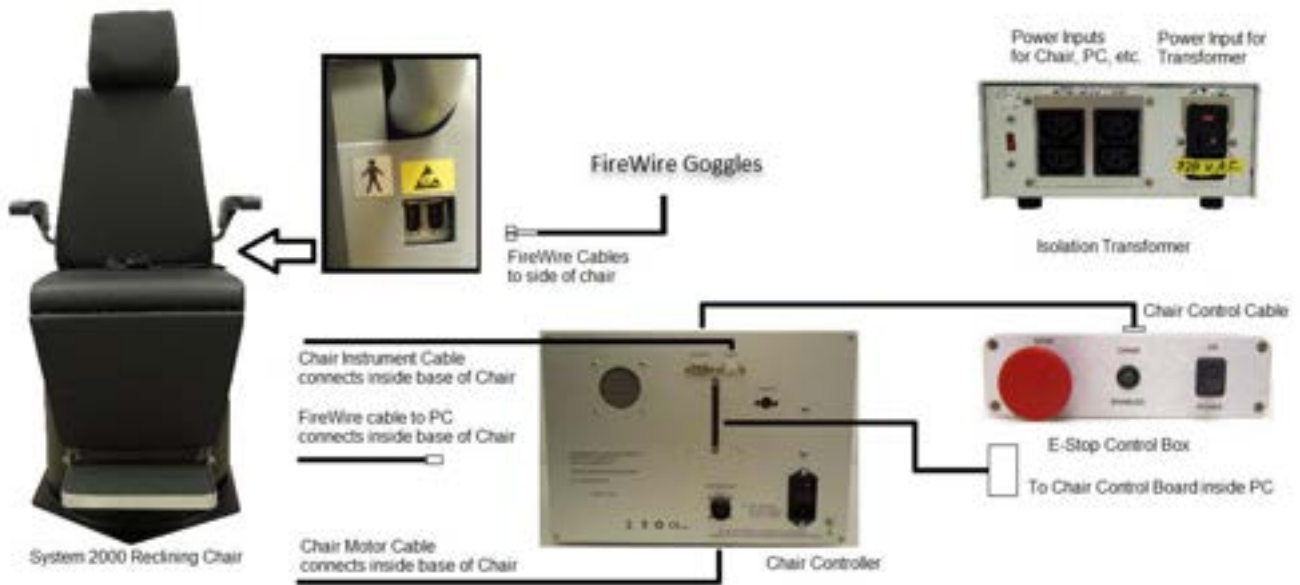 Power Inputs
for Chair, PC, etc.
Power Input for
Transformer
FireWire Goggles
FireWire Cables
to side of chair
Isolation Transformer
Chair Control Cable
Chair Instrument Cable
connects inside base of Chair
FireWire cable to PC
connects inside base of Chair
E-Stop Control Box
To Chair Control Board inside PC
System 2000 Reclining Chair
Chair Motor Cable
connects inside base of Chair
Chair Controller